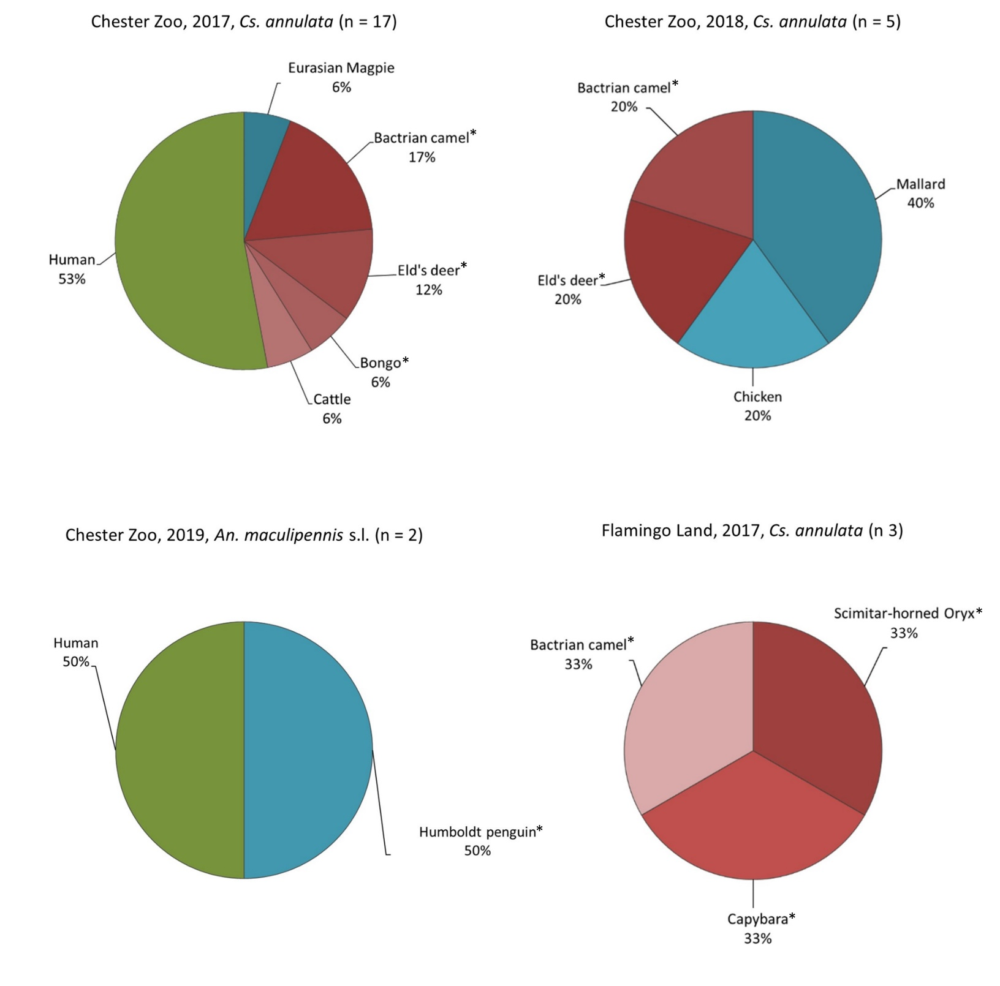 Chester Zoo, 2017, Cs. annulata (n = 17)
Eurasian Magpie
6%
Bactrian camel*
17%
Eld's deer*
12%
Bongo*
6%
Cattle
6%
Human
53%
Chester Zoo, 2018, Cs. annulata (n = 5)
Bactrian camel*
20%
Mallard
40%
Eld's deer*
20%
Chicken
20%
Chester Zoo, 2019, An. maculipennis s.l. (n = 2)
Human
50%
Humboldt penguin*
50%
Flamingo Land, 2017, Cs. annulata (n 3)
Scimitar-horned Oryx*
33%
Bactrian camel*
33%
Capybara*
33%